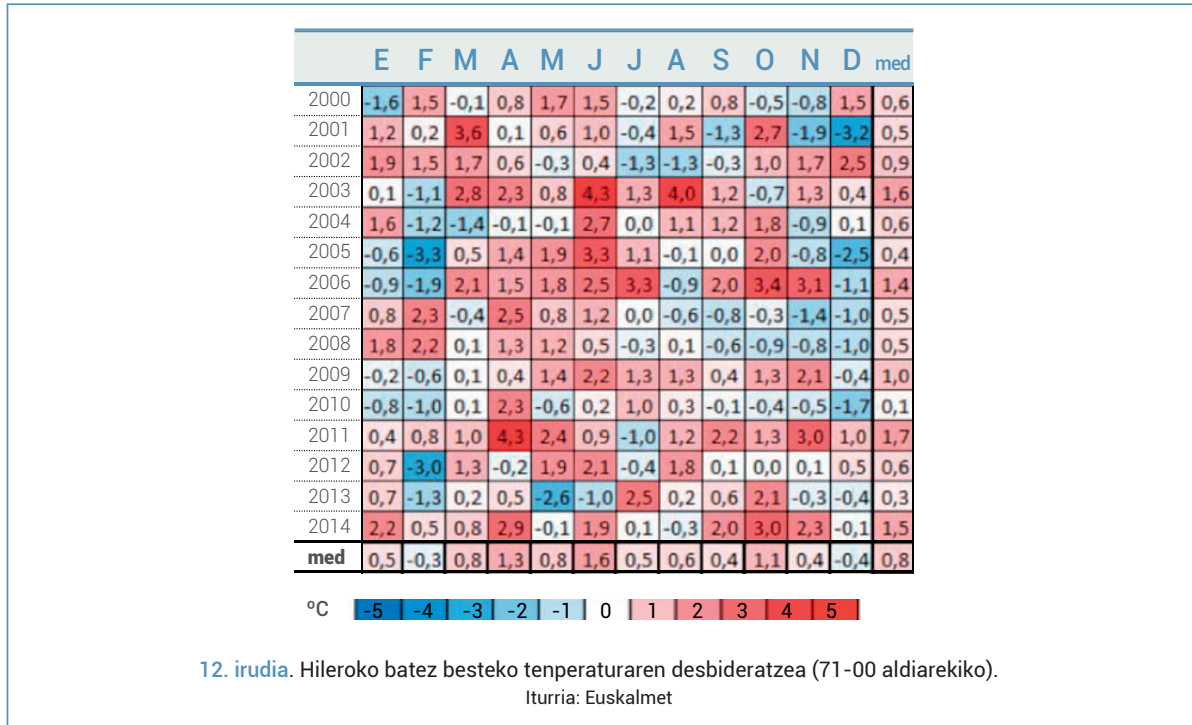 E F M A M J J A S O N D med
2000 -1,6 1,5 -0,1 0,8 1,7 1,5 -0,2 0,2 0,8 -0,5 -0,8 1,5 0,6
2001 1,2 0,2 3,6 0,1 0,6 1,0 -0,4 1,5 -1,3 2,7 -1,9 -3,2 0,5
2002 1,9 1,5 1,7 0,6 -0,3 0,4 -1,3 -1,3 -0,3 1,0 1,7 2,5 0,9
2003 0,1 -1,1 2,8 2,3 0,8 4,3 1,3 4,0 1,2 -0,7 1,3 0,4 1,6
2004 1,6 -1,2 -1,4 -0,1 -0,1 2,7 0,0 1,1 1,2 1,8 -0,9 0,1 0,6
2005 -0,6 -3,3 0,5 1,4 1,9 3,3 1,1 -0,1 0,0 2,0 -0,8 -2,5 0,4
2006 -0,9 -1,9 2,1 1,5 1,8 2,5 3,3 -0,9 2,0 3,4 3,1 -1,1 1,4
2007 0,8 2,3 -0,4 2,5 0,8 1,2 0,0 -0,6 -0,8 -0,3 -1,4 -1,0 0,5
2008 1,8 2,2 0,1 1,3 1,2 0,5 -0,3 0,1 -0,6 -0,9 -0,8 -1,0 0,5
2009 -0,2 -0,6 0,1 0,4 1,4 2,2 1,3 1,3 0,4 1,3 2,1 -0,4 1,0
2010 -0,8 -1,0 0,1 2,3 -0,6 0,2 1,0 0,3 -0,1 -0,4 -0,5 -1,7 0,1
2011 0,4 0,8 1,0 4,3 2,4 0,9 -1,0 1,2 2,2 1,3 3,0 1,0 1,7
2012 0,7 -3,0 1,3 -0,2 1,9 2,1 -0,4 1,8 0,1 0,0 0,1 0,5 0,6
2013 0,7 -1,3 0,2 0,5 -2,6 -1,0 2,5 0,2 0,6 2,1 -0,3 -0,4 0,3
2014 2,2 0,5 0,8 2,9 -0,1 1,9 0,1 -0,3 2,0 3,0 2,3 -0,1 1,5
med 0,5 -0,3 0,8 1,3 0,8 1,6 0,5 0,6 0,4 1,1 0,4 -0,4 0,8
ºC -5 -4 -3 -2 -1 0 1 2 3 4 5
12. irudia. Hileroko batez besteko tenperaturaren desbideratzea (71-00 aldiarekiko).
Iturria: Euskalmet